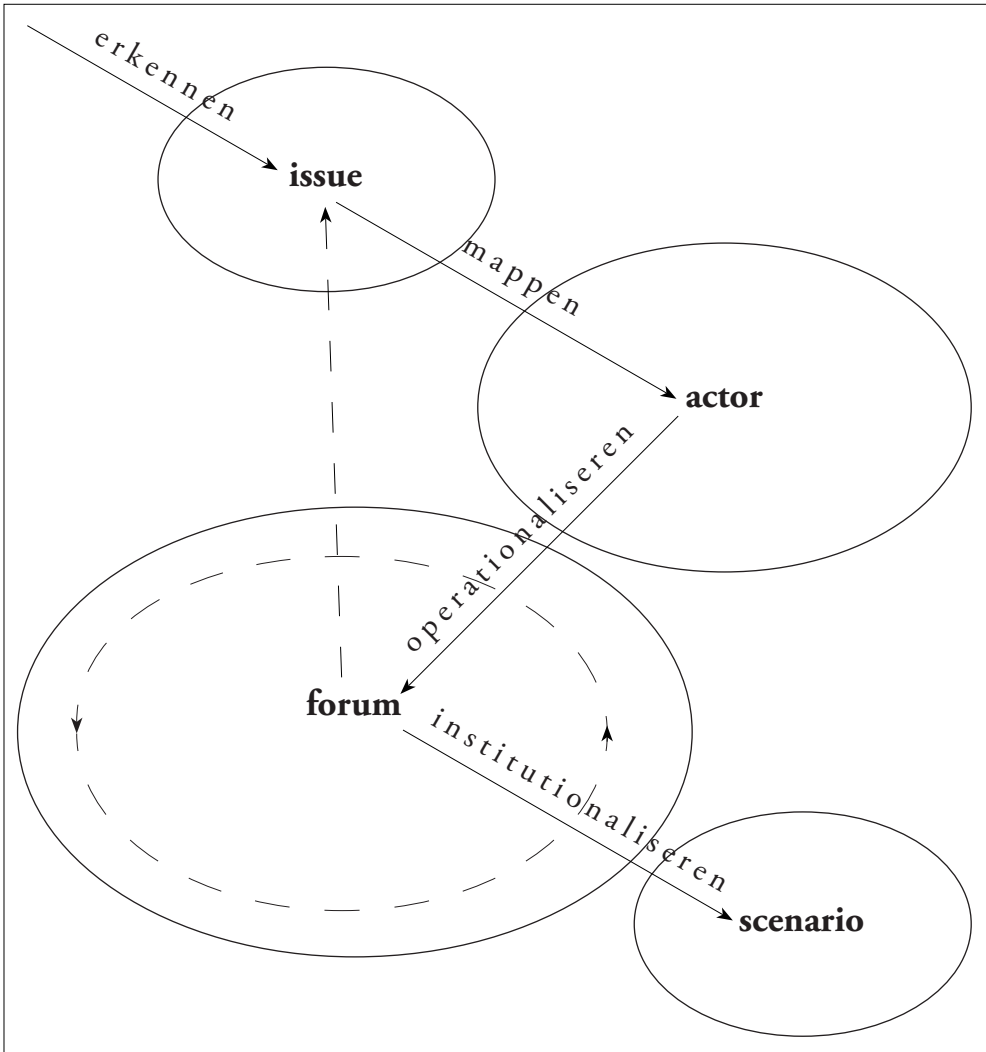 erkennen
issue
mappen
actor
operationaliseren
forum
institutionaliseren
scenario